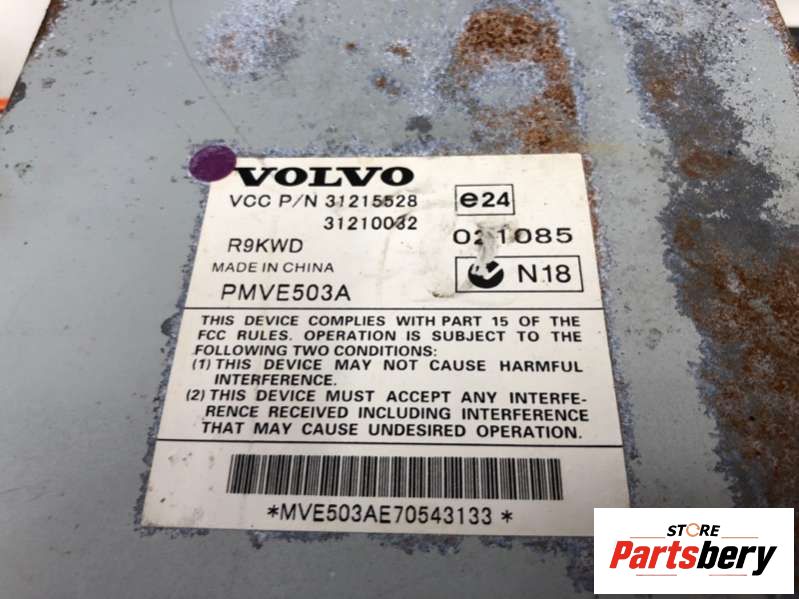 VOLVO
VCC P/N 31215528
31210032
e24
021085
R9KWD
MADE IN CHINA
N18
PMVE503A
THIS DEVICE COMPLIES WITH PART 15 OF THE
FCC RULES. OPERATION IS SUBJECT TO THE
FOLLOWING TWO CONDITIONS:
(1) THIS DEVICE MAY NOT CAUSE HARMFUL
INTERFERENCE.
(2) THIS DEVICE MUST ACCEPT ANY INTERFE-
RENCE RECEIVED INCLUDING INTERFERENCE
THAT MAY CAUSE UNDESIRED OPERATION.
*MVE503AE70543133*
STORE
Partsbery